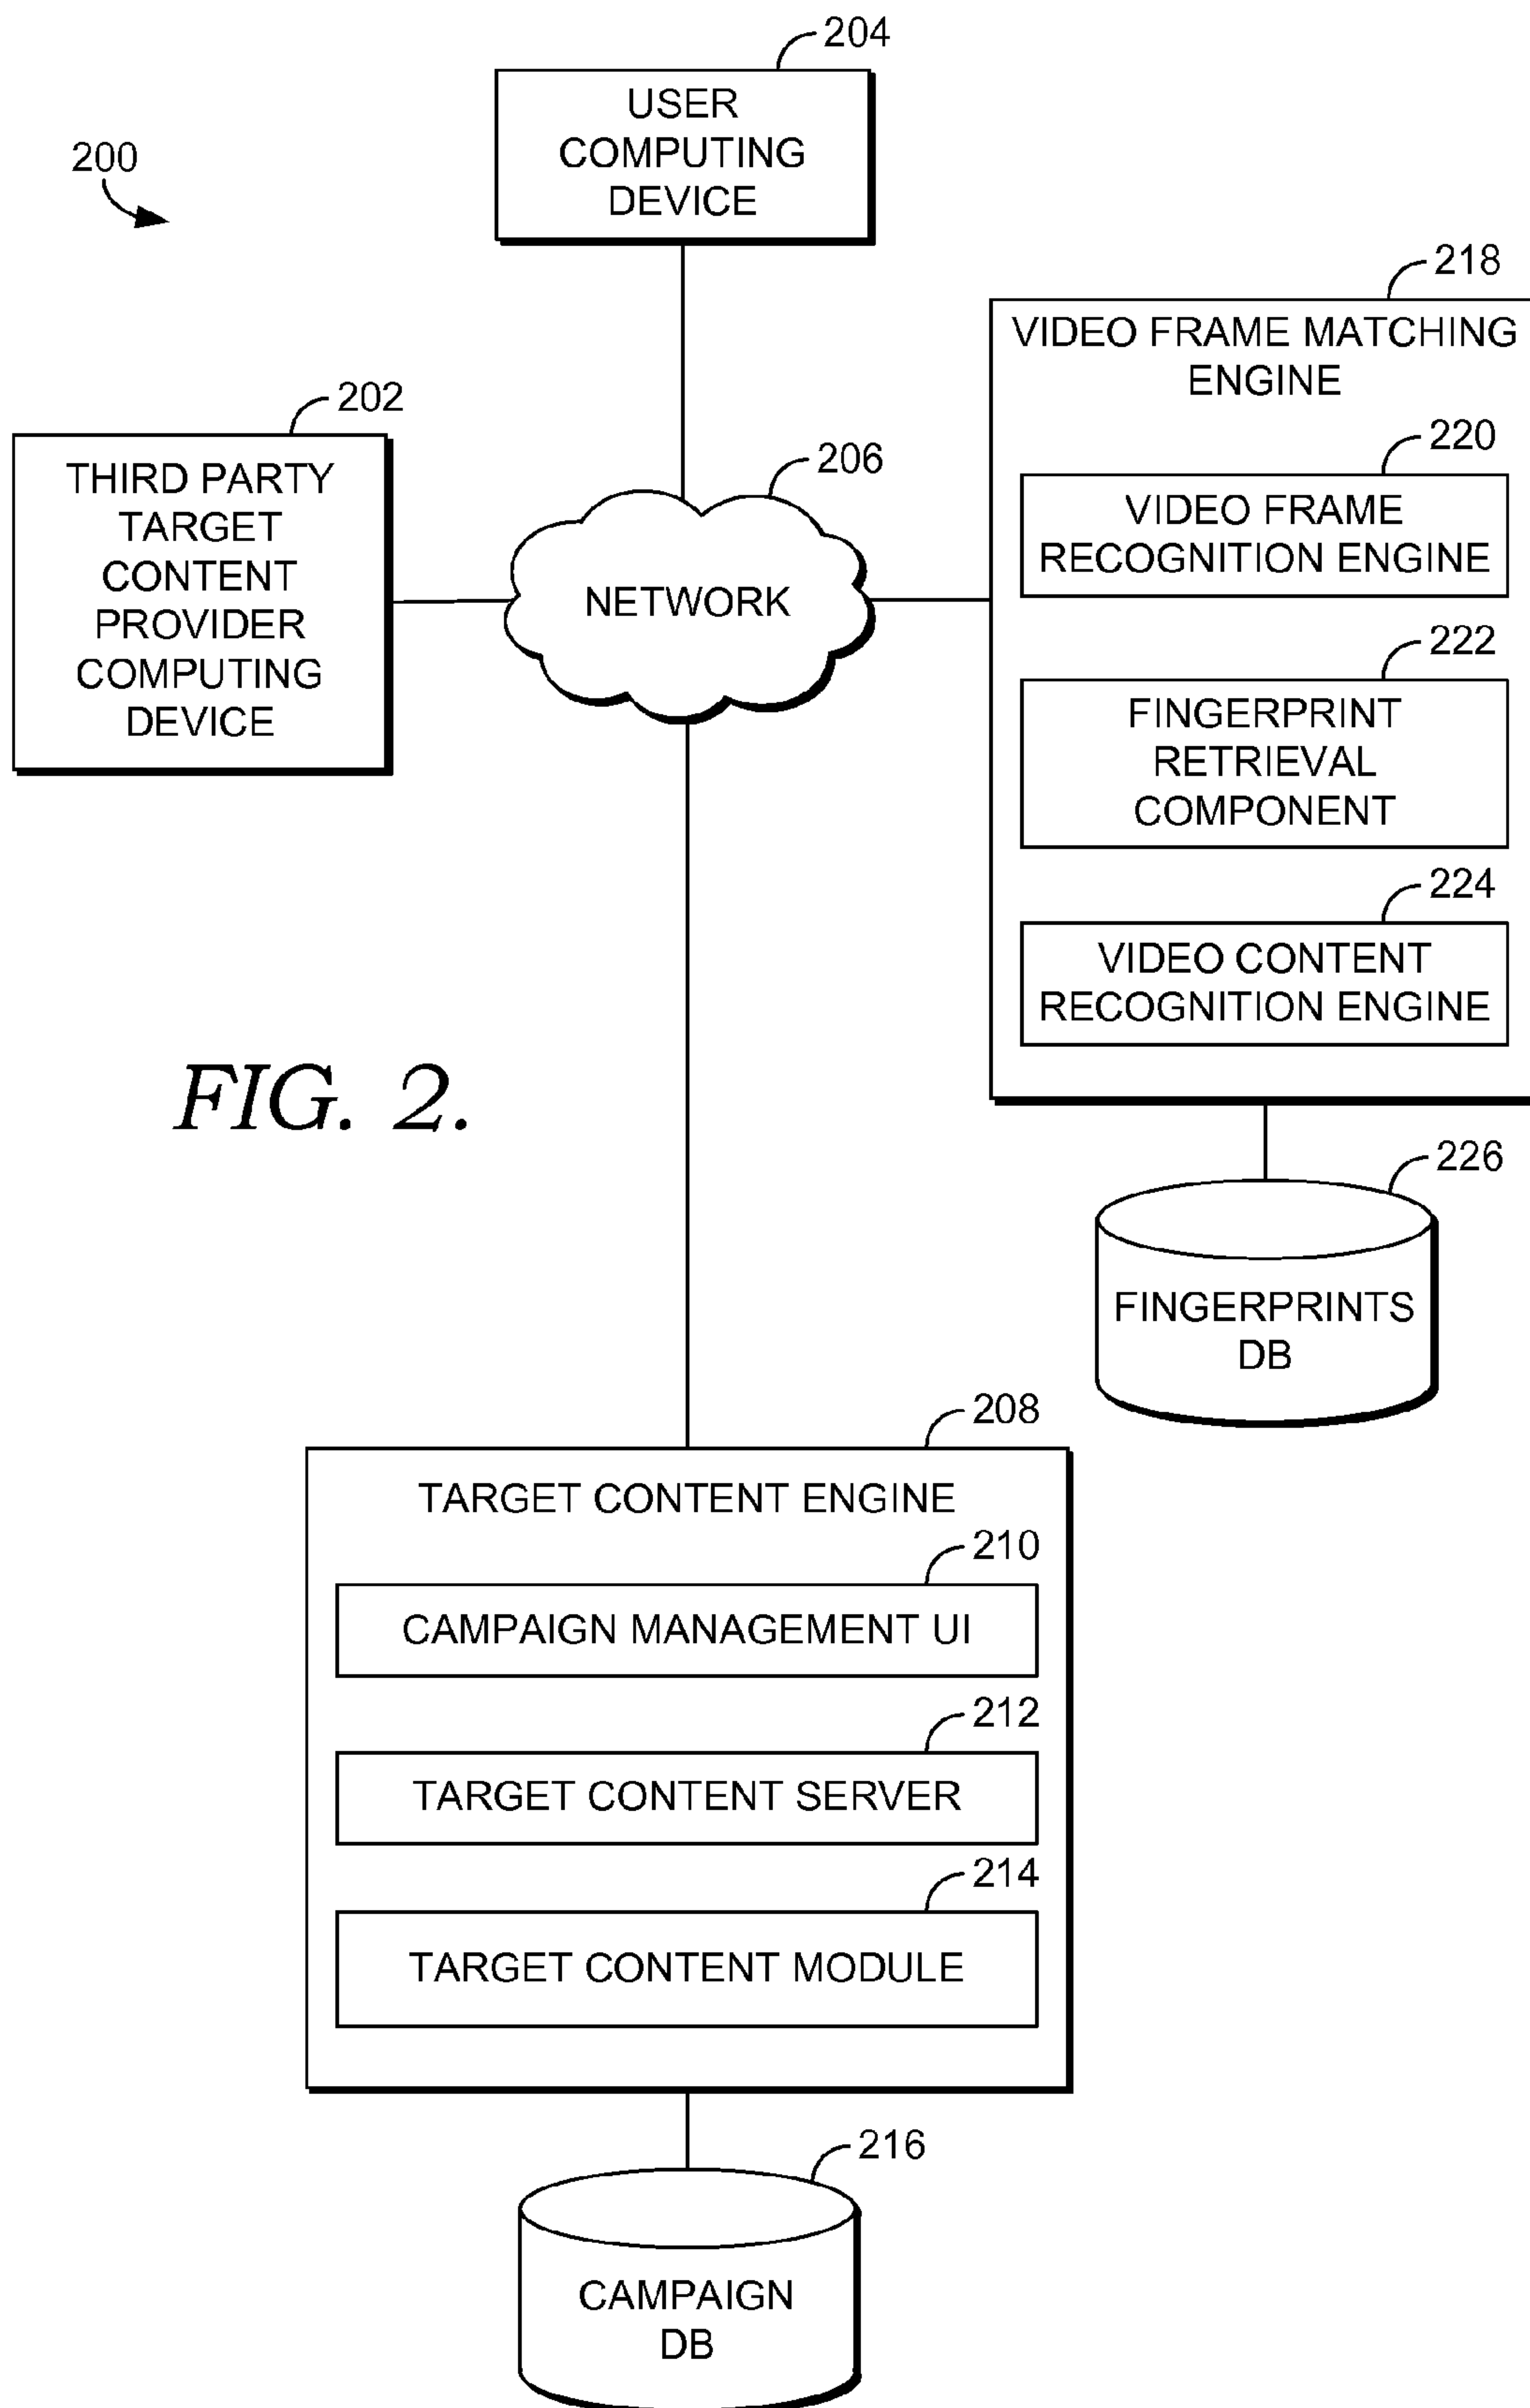 204
USER
COMPUTING
DEVICE
200
218
VIDEO FRAME MATCHING
ENGINE
202
THIRD PARTY
TARGET
CONTENT
PROVIDER
COMPUTING
DEVICE
206
NETWORK
220
VIDEO FRAME
RECOGNITION ENGINE
222
FINGERPRINT
RETRIEVAL
COMPONENT
224
VIDEO CONTENT
RECOGNITION ENGINE
FIG. 2.
226
FINGERPRINTS
DB
208
TARGET CONTENT ENGINE
210
CAMPAIGN MANAGEMENT UI
212
TARGET CONTENT SERVER
214
TARGET CONTENT MODULE
216
CAMPAIGN
DB